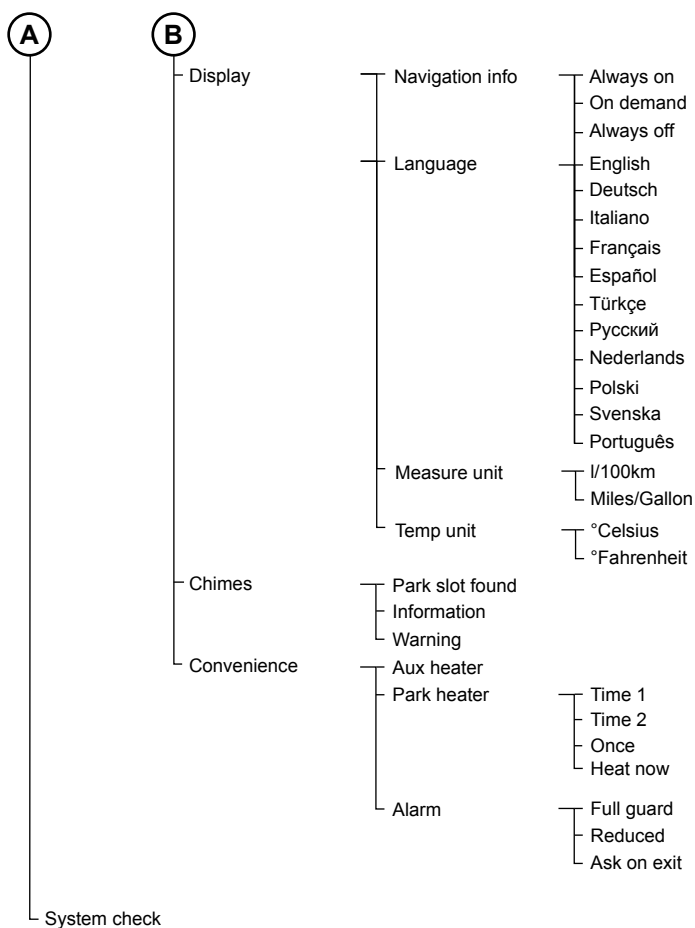 A B
Display Navigation info Always on
On demand
Always off
Language English
Deutsch
Italiano
Français
Español
Türkçe
Русский
Nederlands
Polski
Svenska
Português
Measure unit l/100km
Miles/Gallon
Temp unit °Celsius
°Fahrenheit
Chimes Park slot found
Information
Warning
Convenience Aux heater
Park heater Time 1
Time 2
Once
Heat now
Alarm Full guard
Reduced
Ask on exit
System check